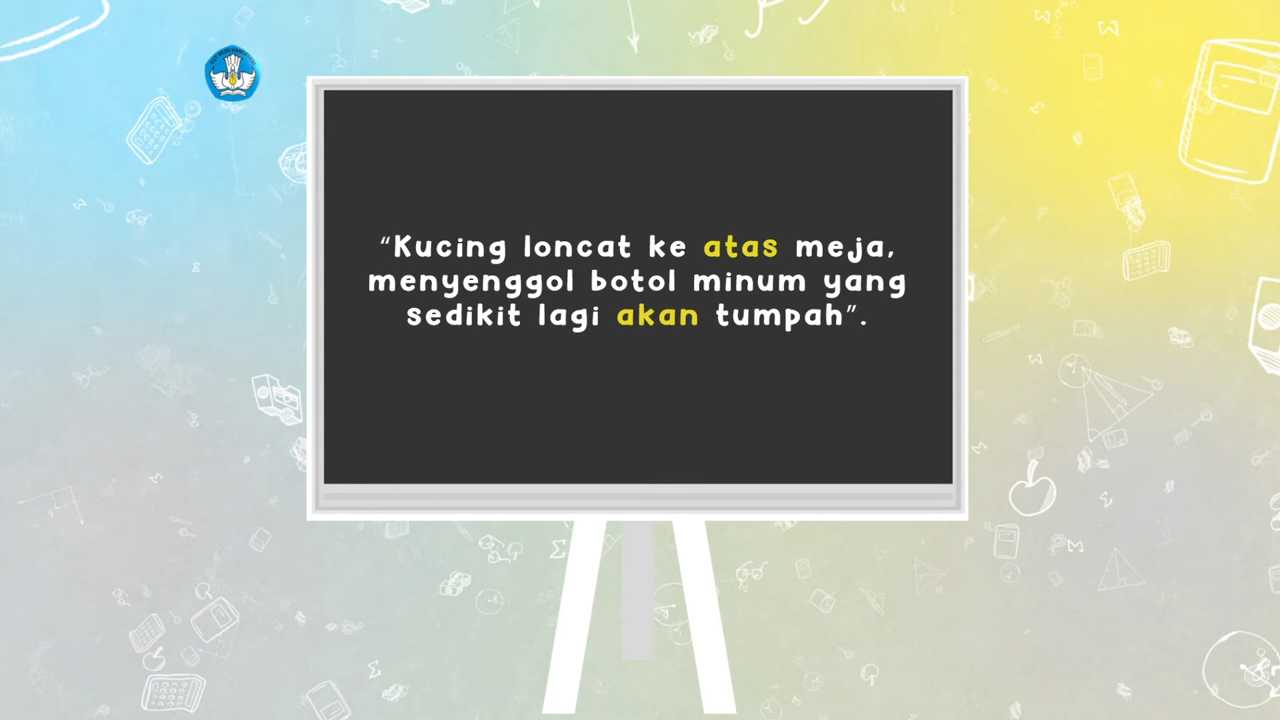 “Kucing loncat ke atas meja,
menyenggol botol minum yang
sedikit lagi akan tumpah”.